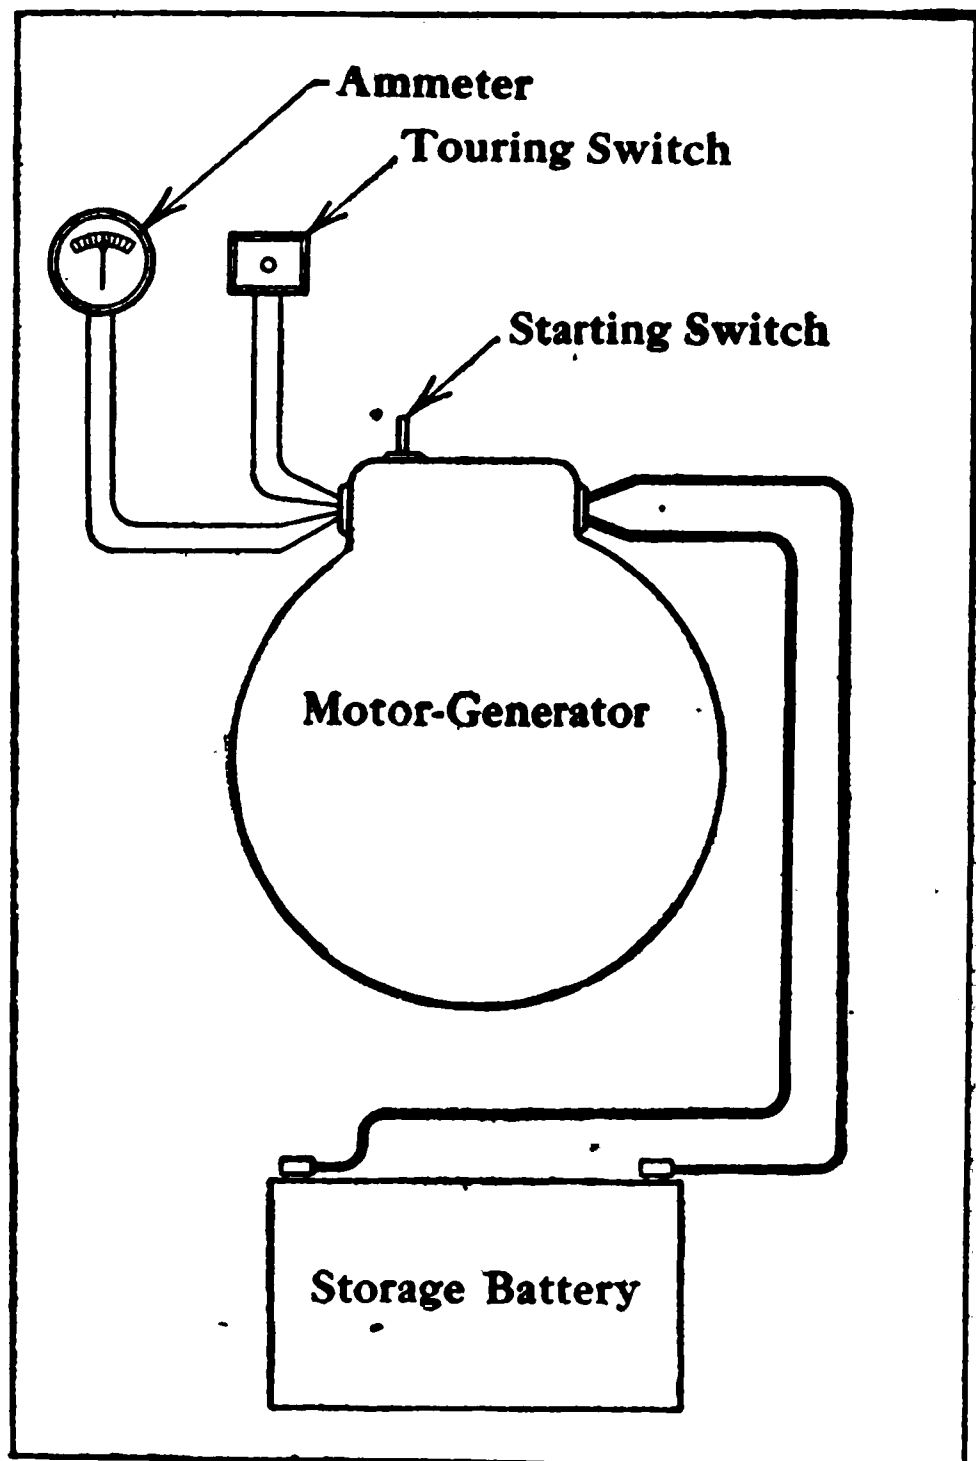 Ammeter
Touring Switch
Starting Switch
Motor-Generator
Storage Battery